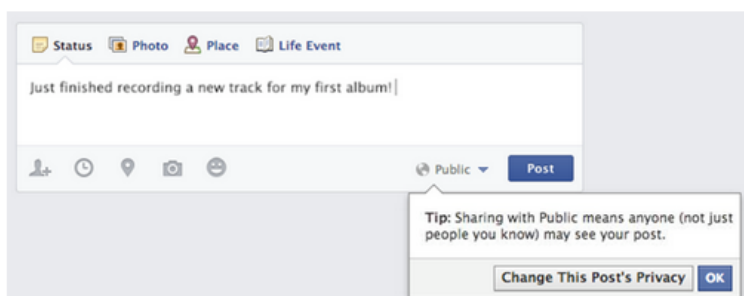 Status Photo Place Life Event
Just finished recording a new track for my first album!
Public Post
Tip: Sharing with Public means anyone (not just
people you know) may see your post.
Change This Post's Privacy OK